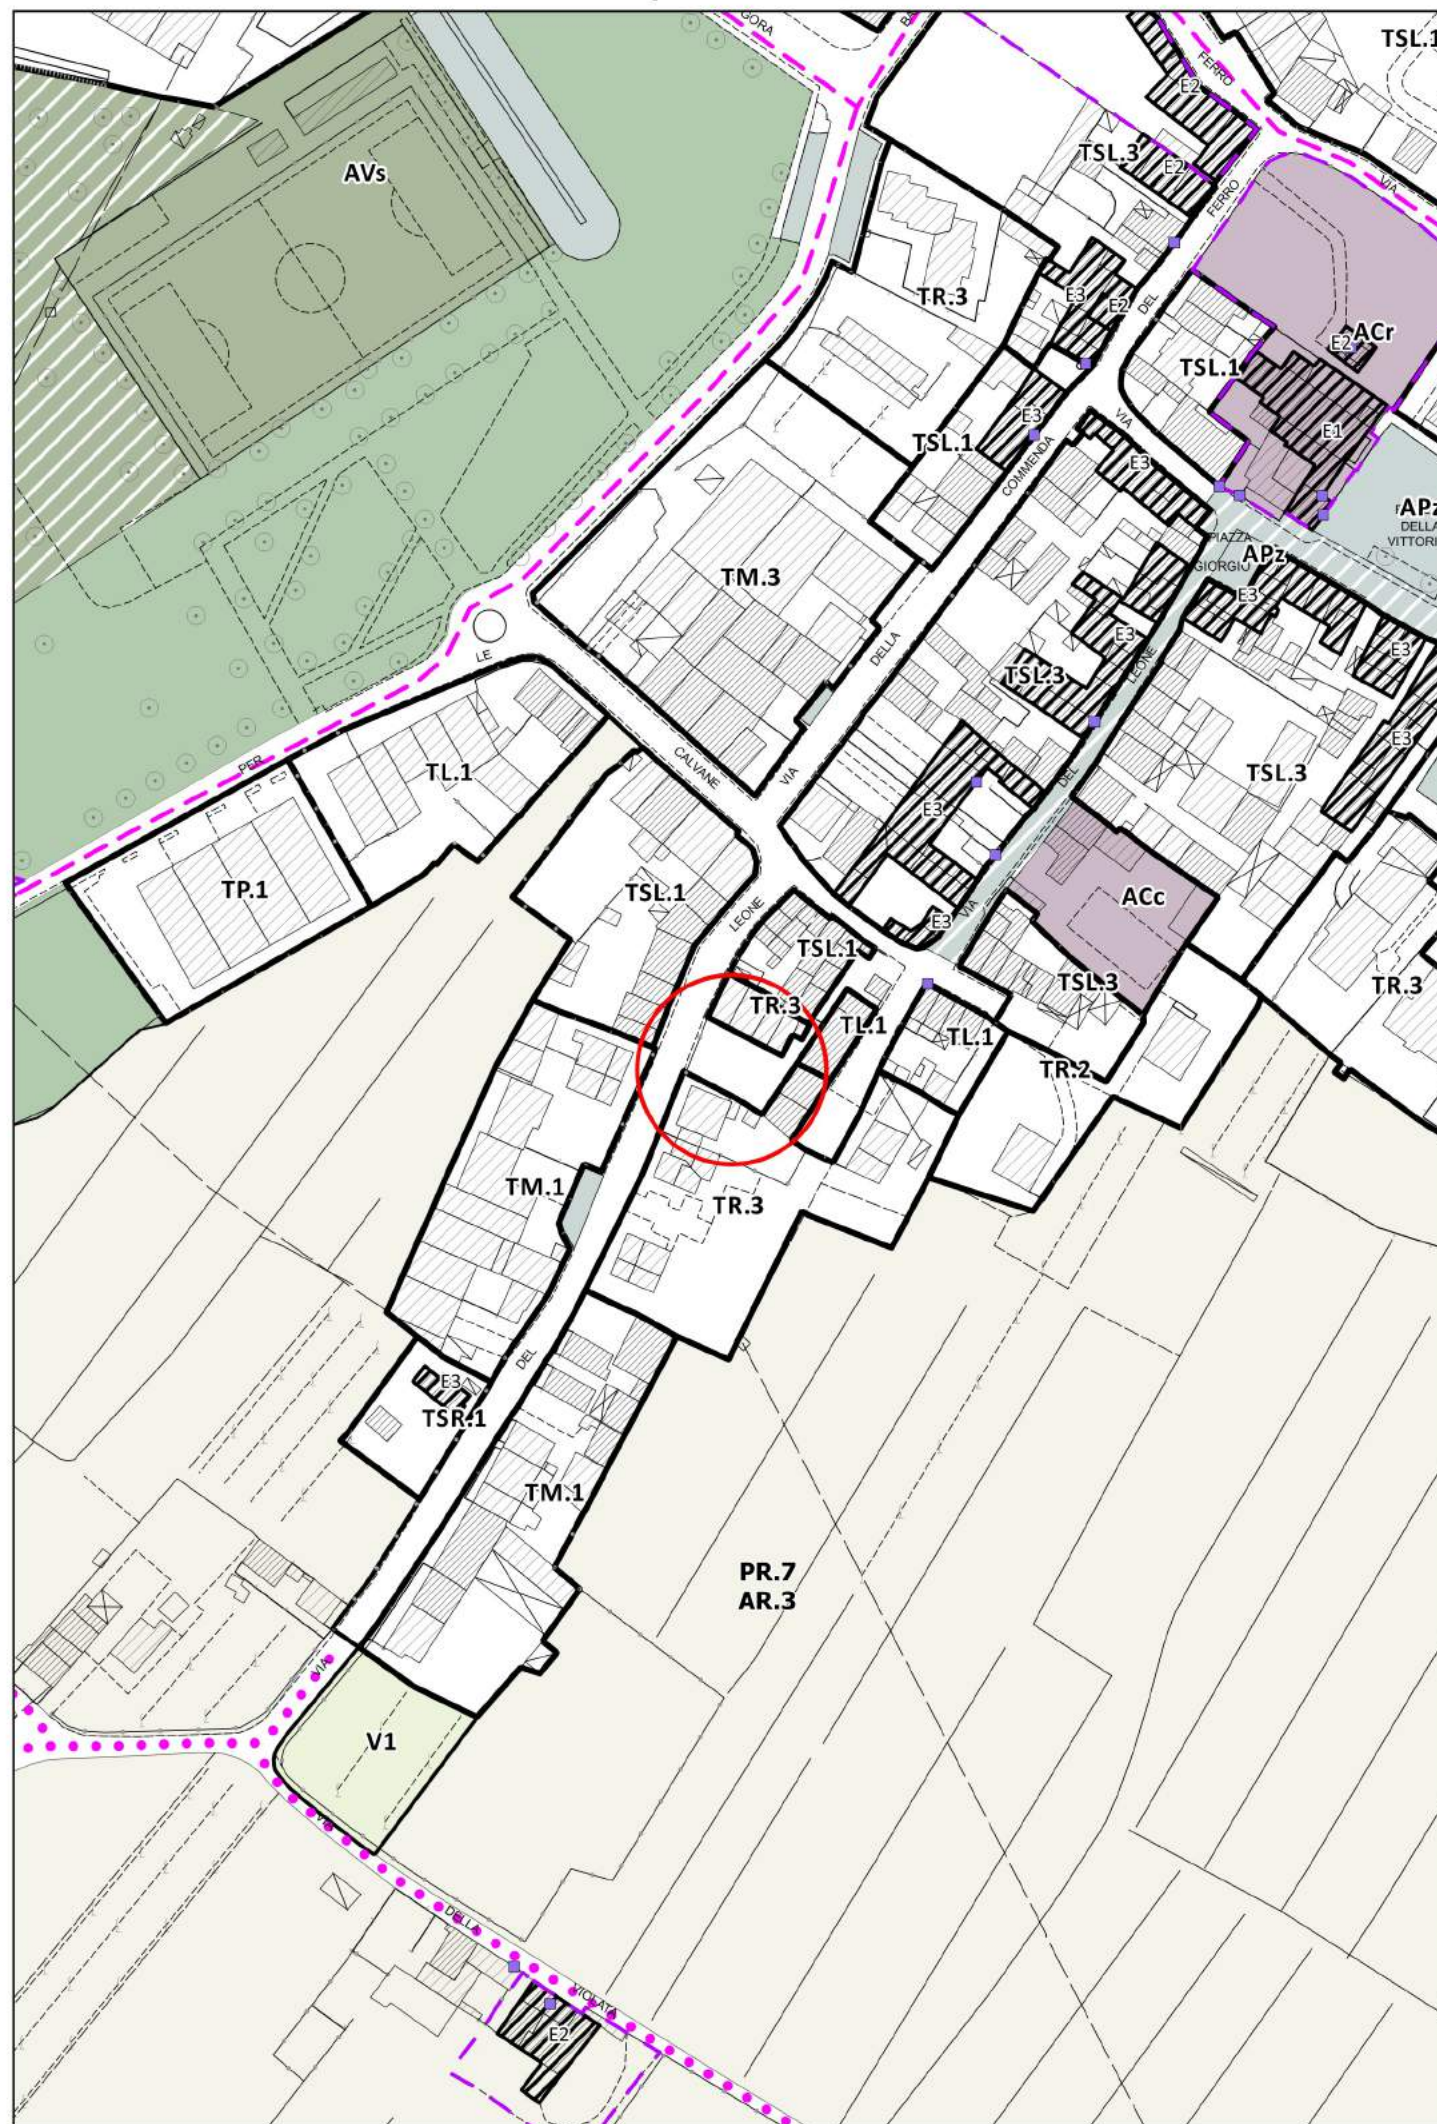 GORA
BA
FERRO
TSL.1
E2
TSL.3
E2
VIA
AVs
FERRO
TR.3
E3
E2
DEL
ACr
E2
TSL.1
E3
VIA
E1
TSL.1
COMMENDA
E3
APz
DELLA
VITTORI
PIAZZA
APz
GIORGIO
TM.3
E3
E3
E3
LE
DELLA
TSL.3
LEONE
E3
PER
TL.1
CALVANE
VIA
DEL
TSL.3
E3
TP.1
TSL.1
ACc
LEONE
VIA
E3
TSL.1
TSL.3
TR.3
TR.3
TL.1
TL.1
TR.2
TM.1
TR.3
DEL
E3
TSR.1
TM.1
PR.7
AR.3
VIA
V1
VIA
DELLA
VIOLATA
E2